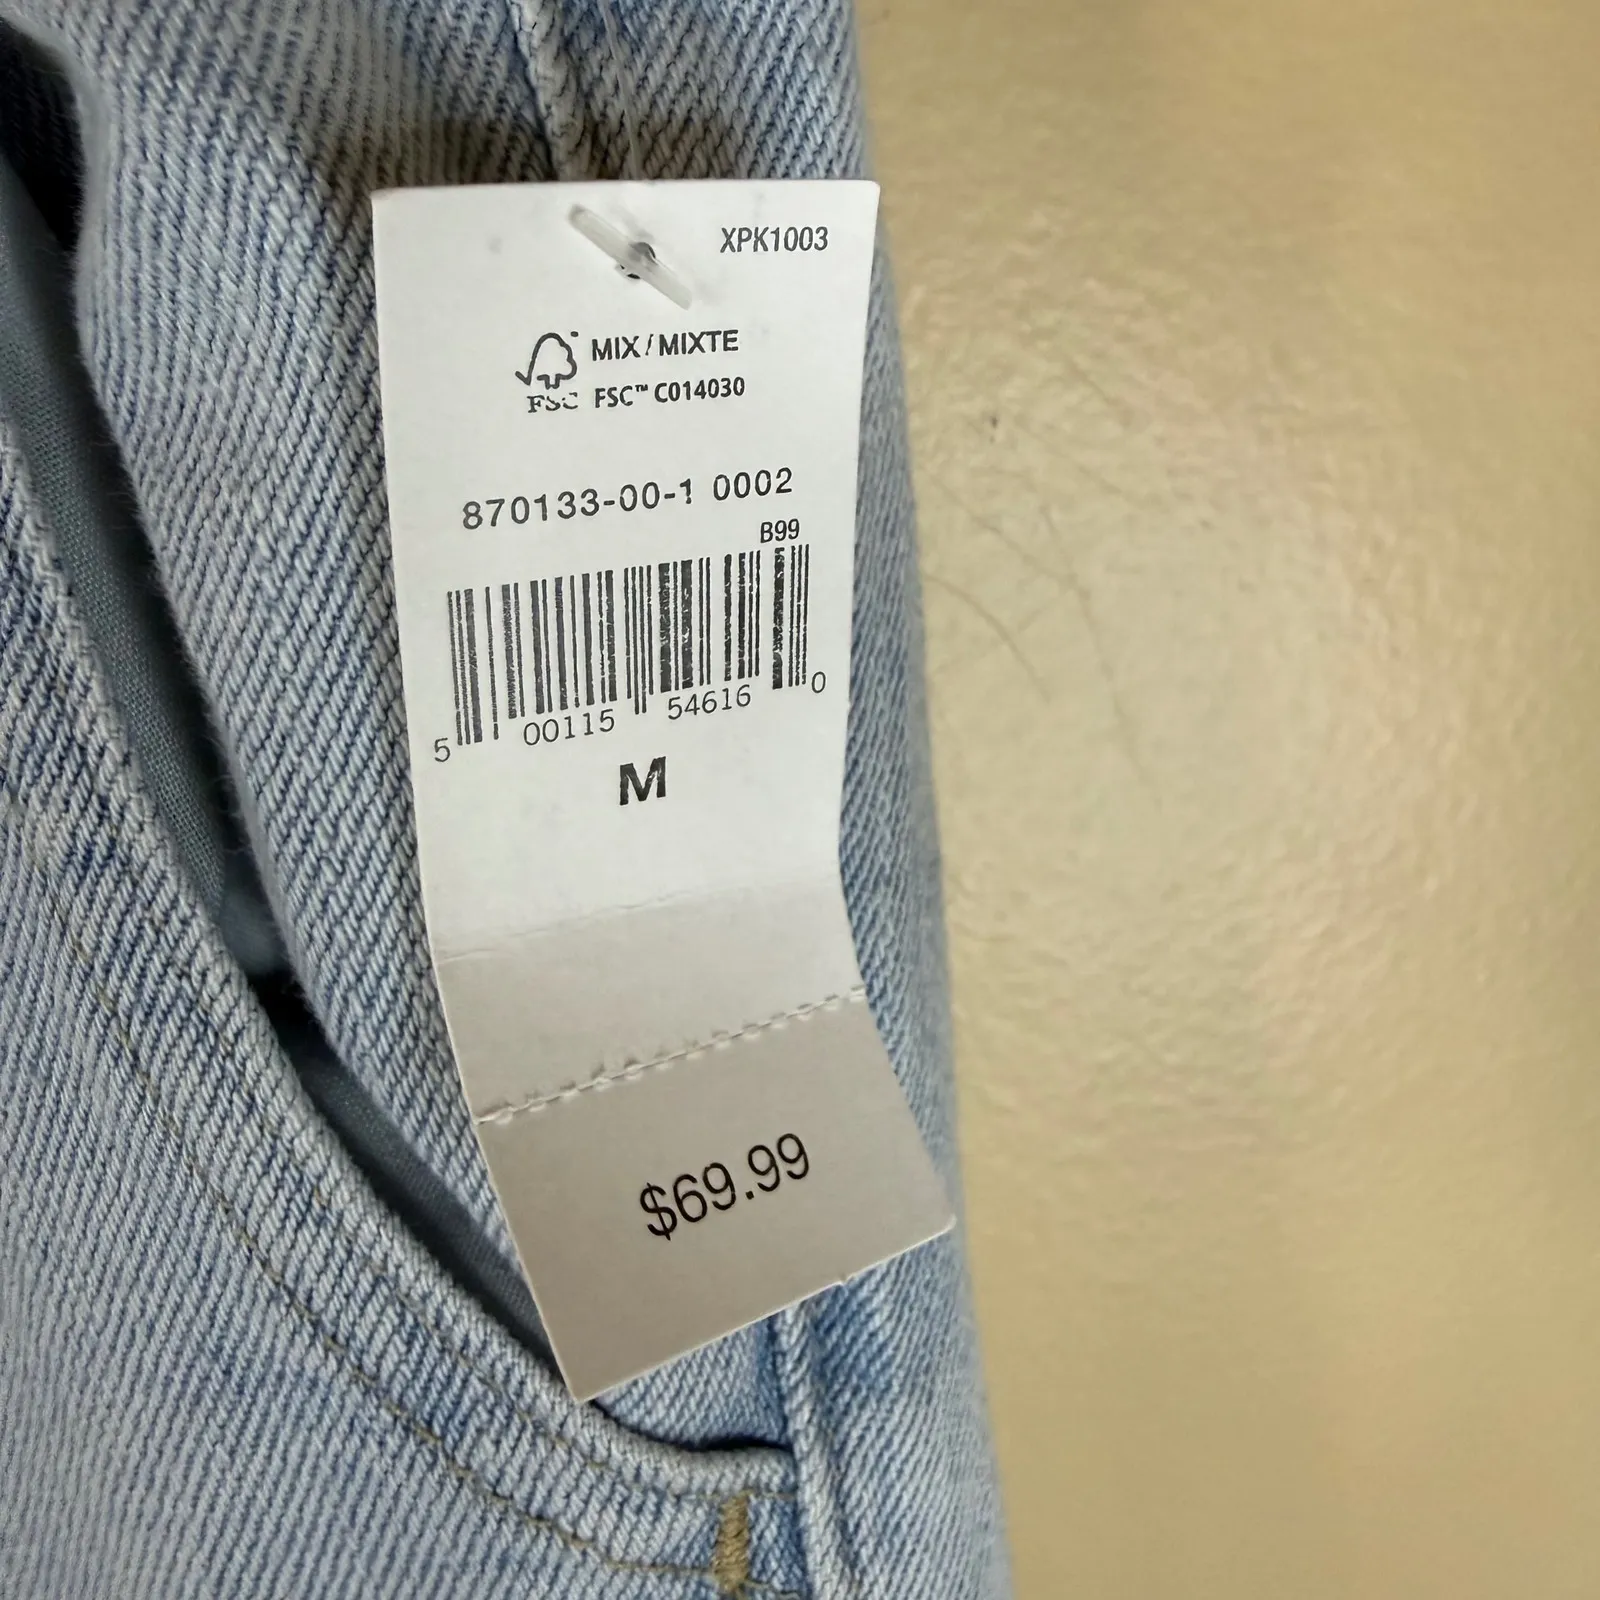 XPK1003
MIX/MIXTE
FSC FSC™ C014030
870133-00-1 0002
B99
5 00115 54616 0
M
$69.99